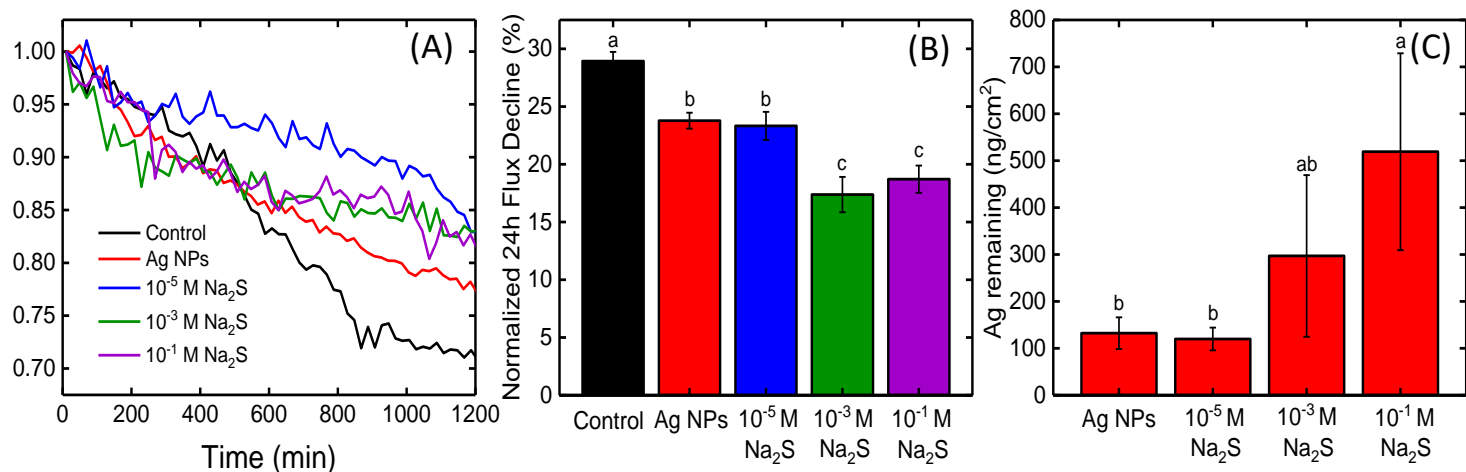 (A)
1.00
0.95
0.90
0.85
0.80
0.75
0.70
Control
Ag NPs
10⁻⁵ M Na₂S
10⁻³ M Na₂S
10⁻¹ M Na₂S
0 200 400 600 800 1000 1200
Time (min)
(B)
Normalized 24h Flux Decline (%)
30
25
20
15
10
5
0
a
b
b
c
c
Control Ag NPs 10⁻⁵ M 10⁻³ M 10⁻¹ M
Na₂S Na₂S Na₂S
(C)
Ag remaining (ng/cm²)
800
700
600
500
400
300
200
100
0
b
b
ab
a
Ag NPs 10⁻⁵ M 10⁻³ M 10⁻¹ M
Na₂S Na₂S Na₂S